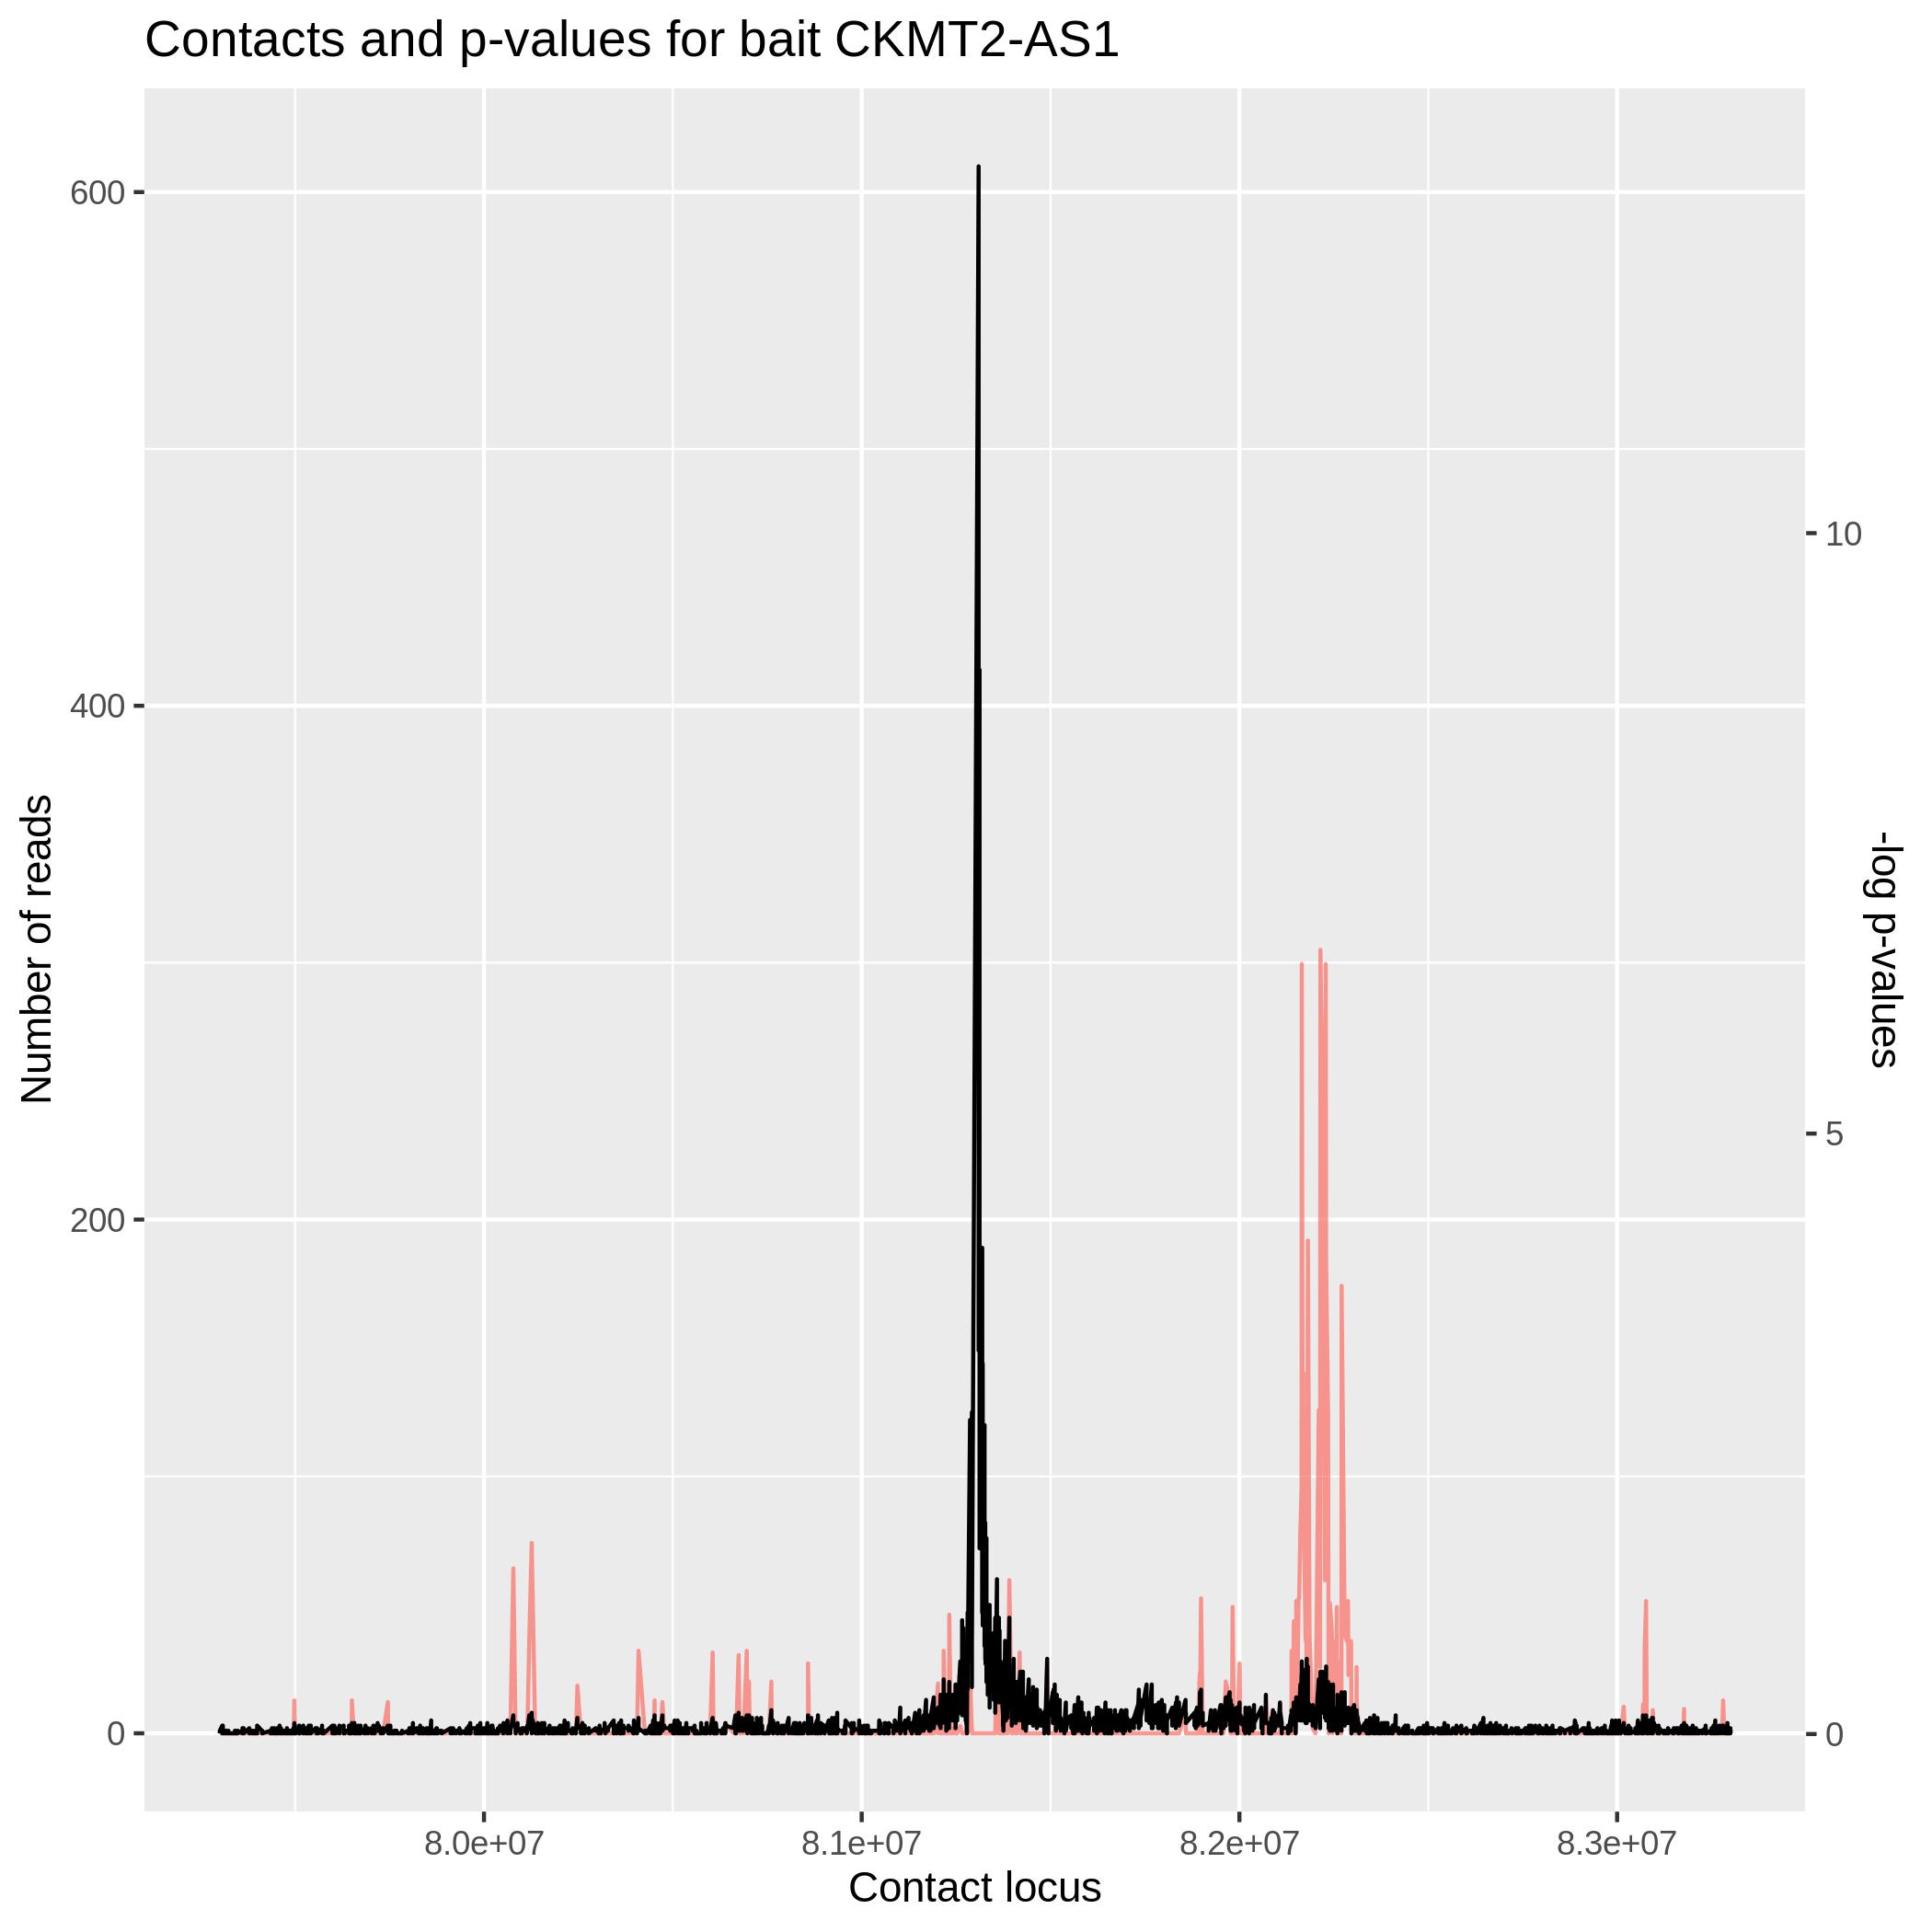 Contacts and p-values for bait CKMT2-AS1
Number of reads
600
400
200
0
10
5
0
-log p-values
8.0e+07 8.1e+07 8.2e+07 8.3e+07
Contact locus